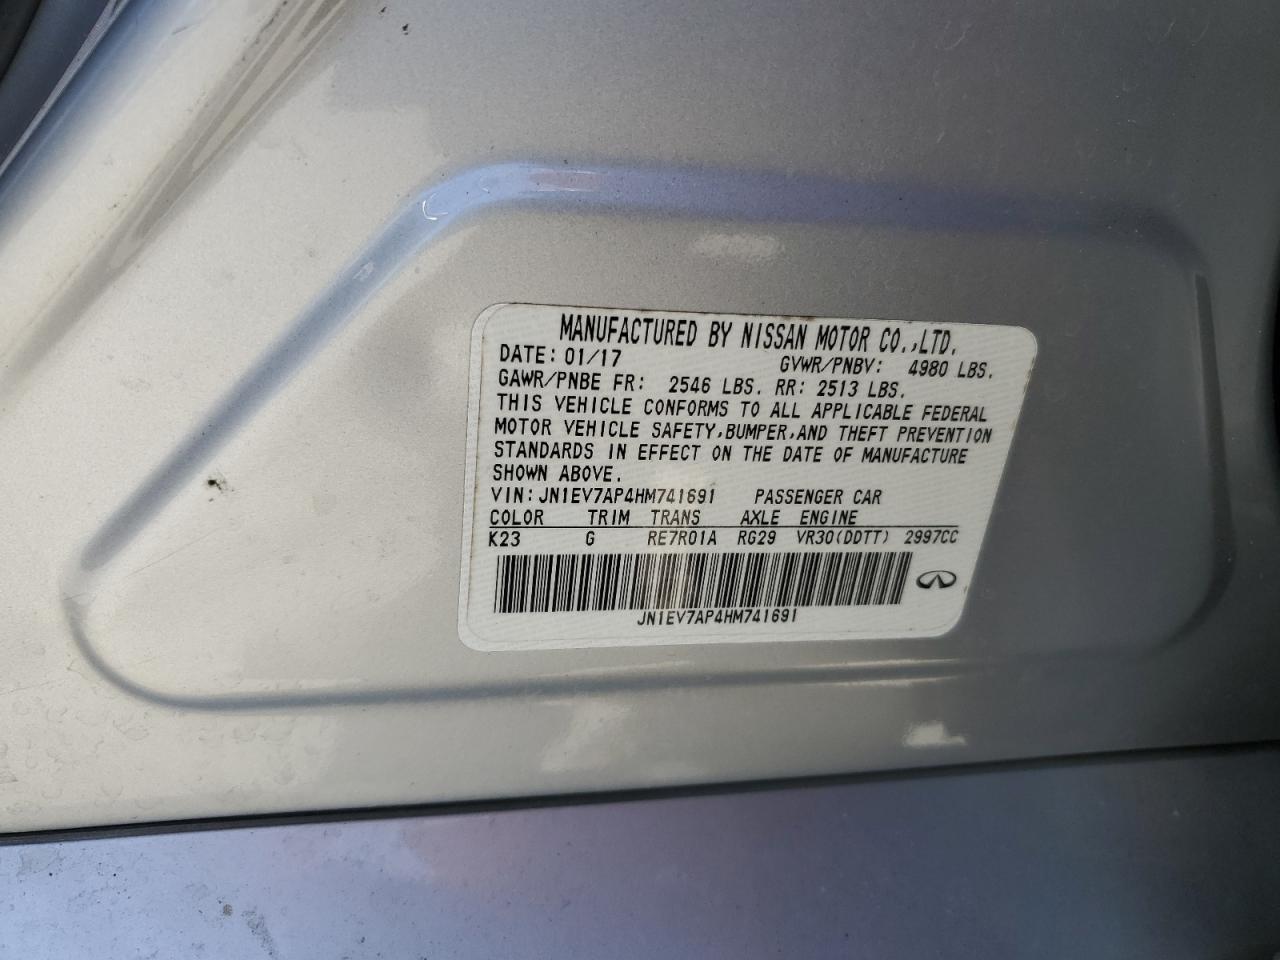 MANUFACTURED BY NISSAN MOTOR CO.,LTD.
DATE: 01/17 GVWR/PNBV: 4980 LBS.
GAWR/PNBE FR: 2546 LBS. RR: 2513 LBS.
THIS VEHICLE CONFORMS TO ALL APPLICABLE FEDERAL
MOTOR VEHICLE SAFETY,BUMPER,AND THEFT PREVENTION
STANDARDS IN EFFECT ON THE DATE OF MANUFACTURE
SHOWN ABOVE.
VIN:JN1EV7AP4HM741691 PASSENGER CAR
COLOR TRIM TRANS AXLE ENGINE
K23 G RE7R01A RG29 VR30(DDTT) 2997CC
JN1EV7AP4HM741691